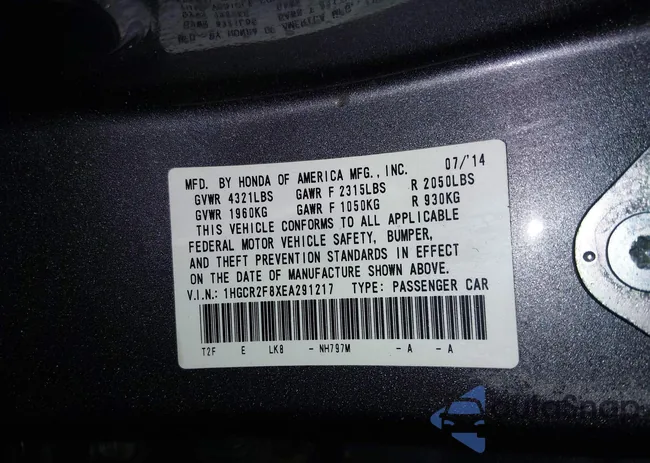 MFD. BY HONDA OF AMERICA MFG., INC. 07/'14
GVWR 4321LBS GAWR F 2315LBS R 2050LBS
GVWR 1960KG GAWR F 1050KG R 930KG
THIS VEHICLE CONFORMS TO ALL APPLICABLE
FEDERAL MOTOR VEHICLE SAFETY, BUMPER,
AND THEFT PREVENTION STANDARDS IN EFFECT
ON THE DATE OF MANUFACTURE SHOWN ABOVE.
V.I.N.: 1HGCR2F8XEA291217 TYPE: PASSENGER CAR
T2F E LK8 - NH797M - A - A
AutoSnap